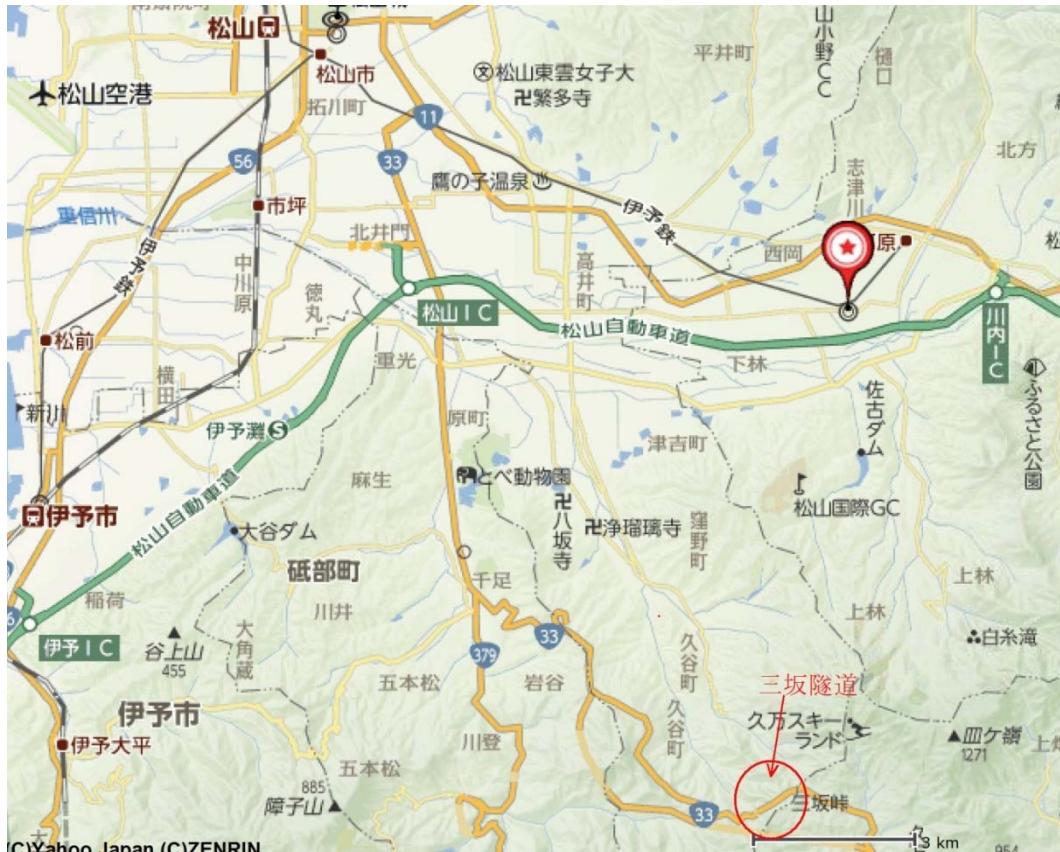 松山
松山市
松山空港
拓川町
松山東雲女子大
卍繁多寺
平井町
樋口
北方
11
33
56
鷹の子温泉
志津川
重信川
市坪
伊予鉄
北井門
伊予鉄
西岡
中川原
徳丸
高井町
松山IC
松山自動車道
川内IC
松前
重光
下林
横田
新川
伊予灘
原町
佐古ダム
ふるさと公園
津吉町
麻生
とべ動物園
松山国際GC
伊予市
松山自動車道
大谷ダム
卍八坂寺
卍浄瑠璃寺
窪野町
砥部町
千足
稲荷
川井
上林
上林
伊予IC
谷上山
455
大角蔵
33
379
白糸滝
久谷町
五本松
岩谷
三坂隧道
伊予市
久谷町
久万スキー
ランド
皿ケ嶺
1271
伊予大平
川登
五本松
885
障子山
三坂峠
33
3 km
(C)Yahoo Japan,(C)ZENRIN